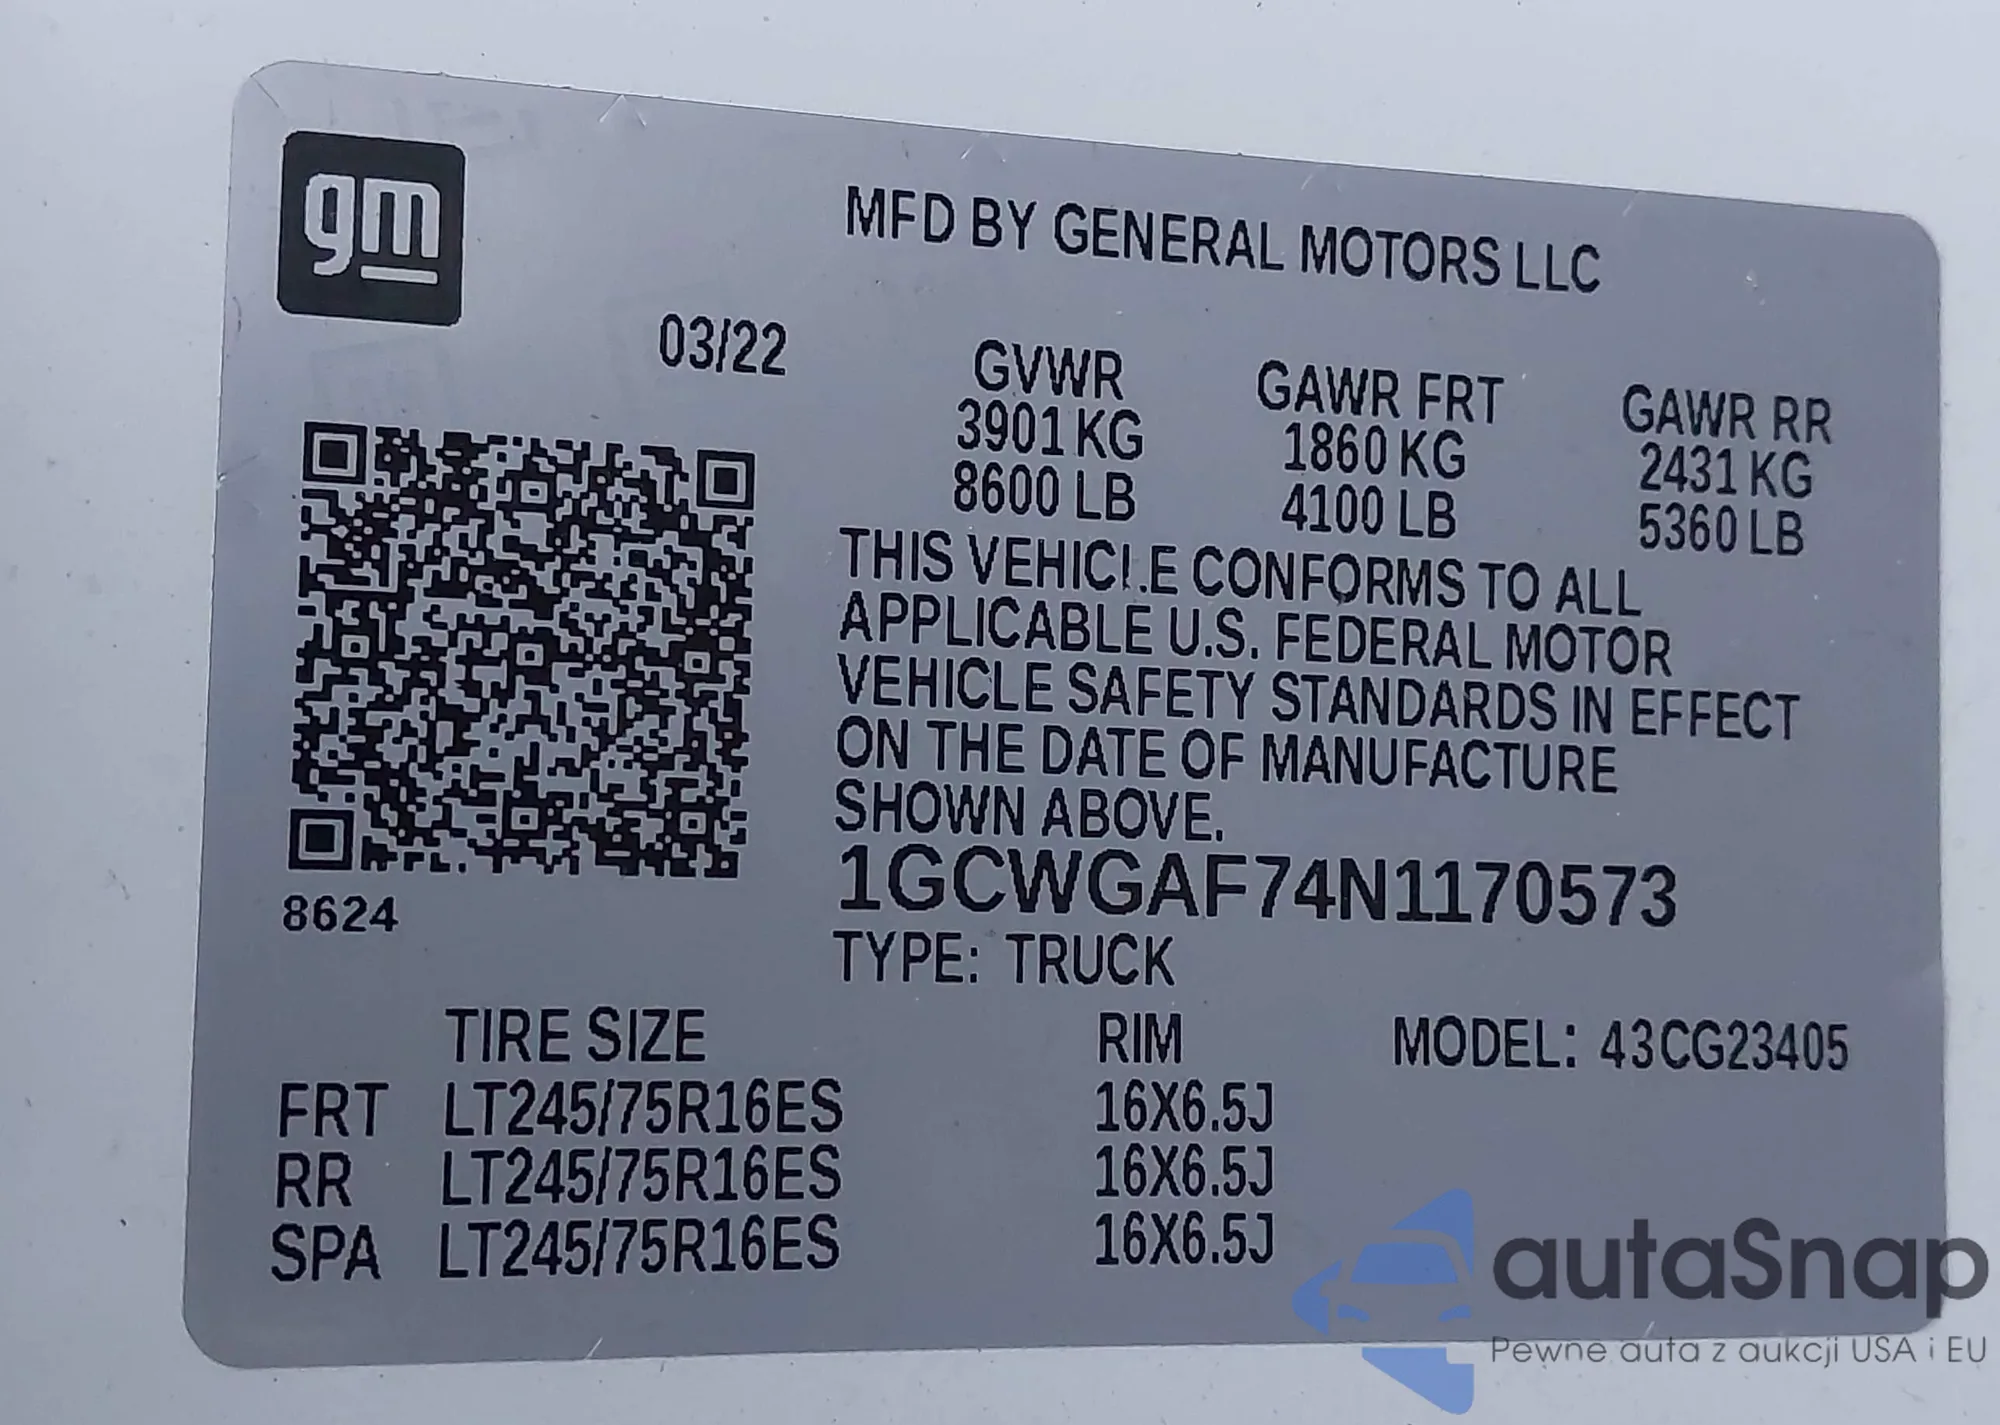 gm
MFD BY GENERAL MOTORS LLC
03/22
GVWR GAWR FRT GAWR RR
3901 KG 1860 KG 2431 KG
8600 LB 4100 LB 5360 LB
THIS VEHICLE CONFORMS TO ALL
APPLICABLE U.S. FEDERAL MOTOR
VEHICLE SAFETY STANDARDS IN EFFECT
ON THE DATE OF MANUFACTURE
SHOWN ABOVE.
1GCWGAF74N1170573
8624
TYPE: TRUCK
TIRE SIZE RIM MODEL: 43CG23405
FRT LT245/75R16ES 16X6.5J
RR LT245/75R16ES 16X6.5J
SPA LT245/75R16ES 16X6.5J
autaSnap
Pewne auta z aukcji USA i EU